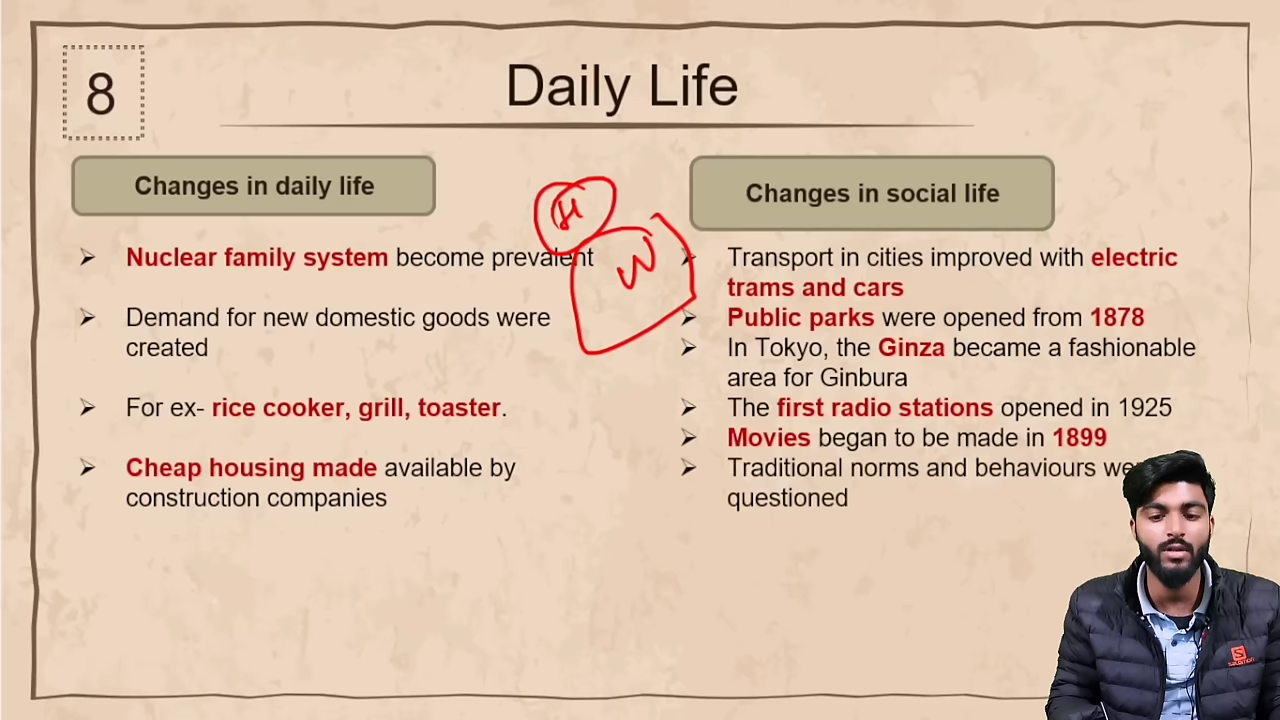 8
Daily Life
Changes in daily life
Nuclear family system become prevalent
Demand for new domestic goods were
created
For ex- rice cooker, grill, toaster.
Cheap housing made available by
construction companies
H
W
Changes in social life
Transport in cities improved with electric
trams and cars
Public parks were opened from 1878
In Tokyo, the Ginza became a fashionable
area for Ginbura
The first radio stations opened in 1925
Movies began to be made in 1899
Traditional norms and behaviours
questioned
S
salomon